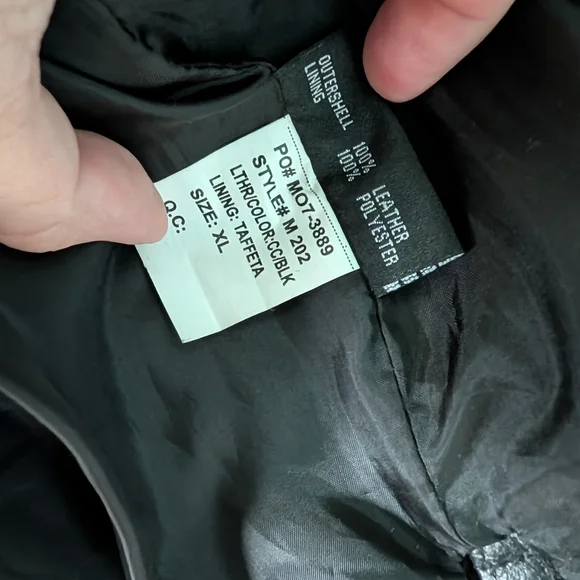 PO# MO7-3889
STYLE# M 202
LTHR/COLOR:CC/BLK
LINING: TAFFETA
SIZE: XL
Q.C:
OUTERSHELL 100% LEATHER
LINING 100% POLYESTER